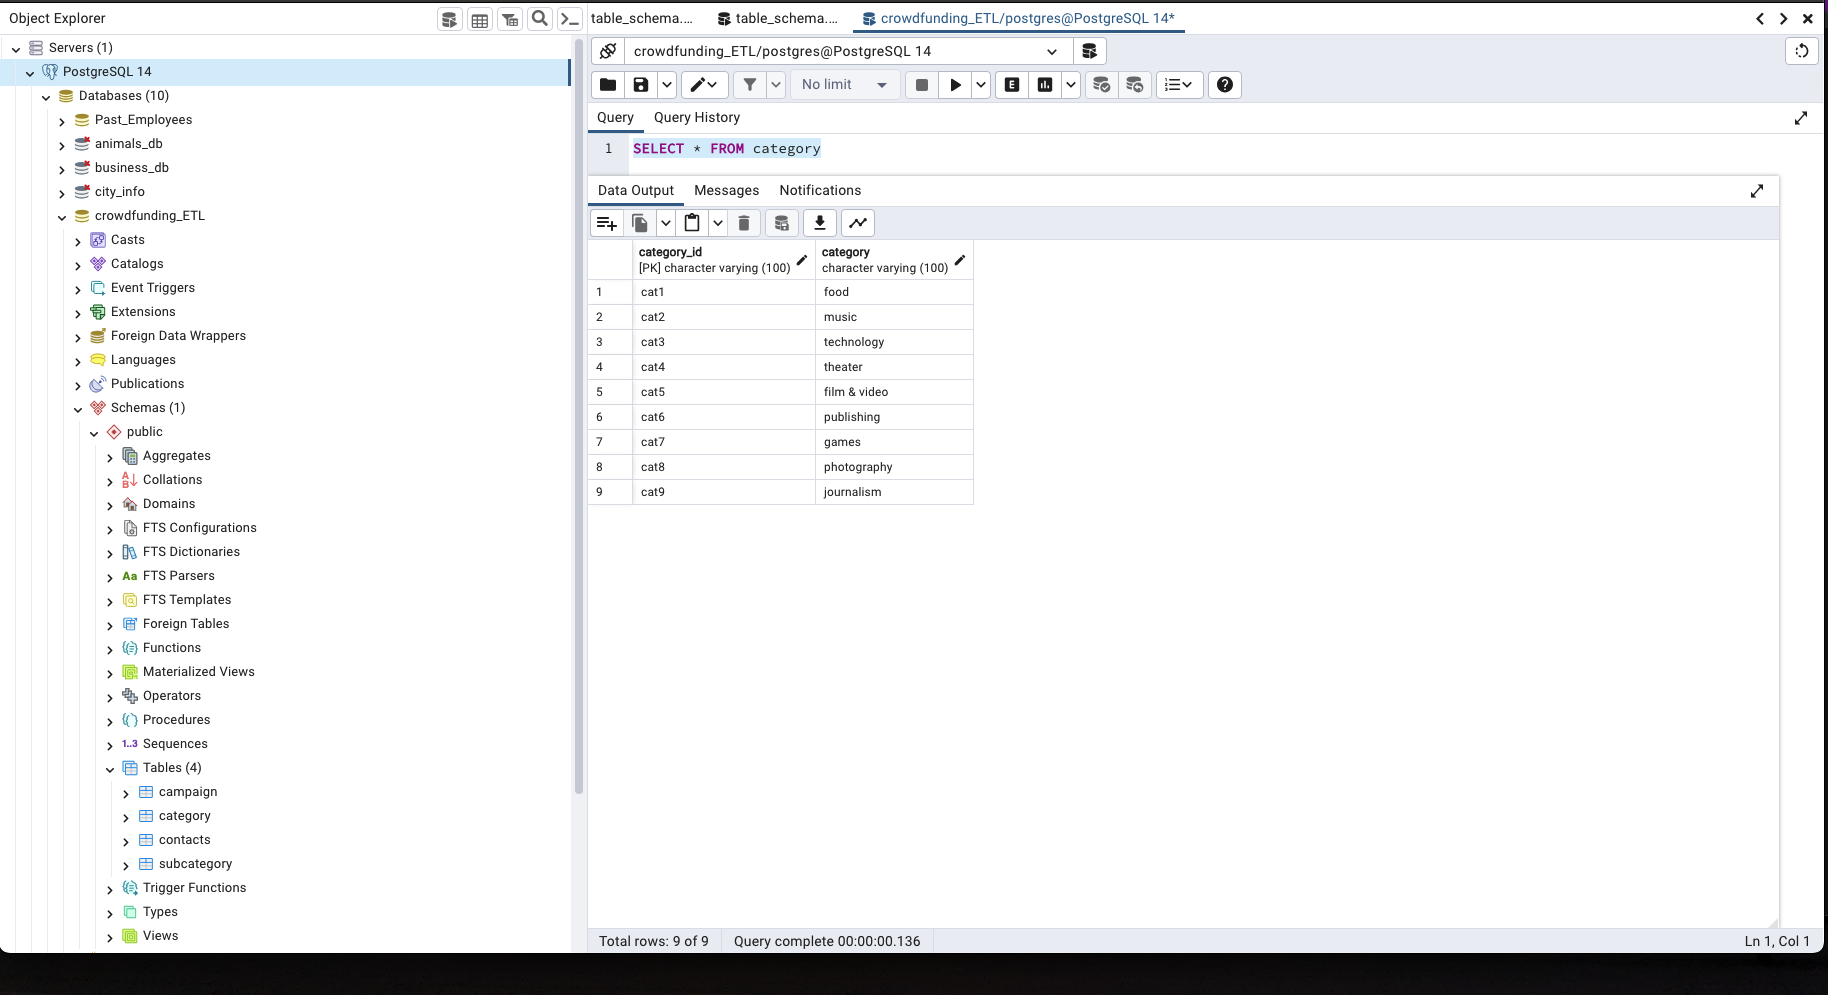 Object Explorer
Servers (1)
PostgreSQL 14
Databases (10)
Past_Employees
animals_db
business_db
city_info
crowdfunding_ETL
Casts
Catalogs
Event Triggers
Extensions
Foreign Data Wrappers
Languages
Publications
Schemas (1)
public
Aggregates
Collations
Domains
FTS Configurations
FTS Dictionaries
Aa FTS Parsers
FTS Templates
Foreign Tables
Functions
Materialized Views
Operators
Procedures
1..3 Sequences
Tables (4)
campaign
category
contacts
subcategory
Trigger Functions
Types
Views
table_schema.... table_schema.... crowdfunding_ETL/postgres@PostgreSQL 14*
crowdfunding_ETL/postgres@PostgreSQL 14
No limit E
Query Query History
1 SELECT * FROM category
Data Output Messages Notifications
category_id category
[PK] character varying (100) character varying (100)
1 cat1 food
2 cat2 music
3 cat3 technology
4 cat4 theater
5 cat5 film & video
6 cat6 publishing
7 cat7 games
8 cat8 photography
9 cat9 journalism
Total rows: 9 of 9 Query complete 00:00:00.136 Ln 1, Col 1